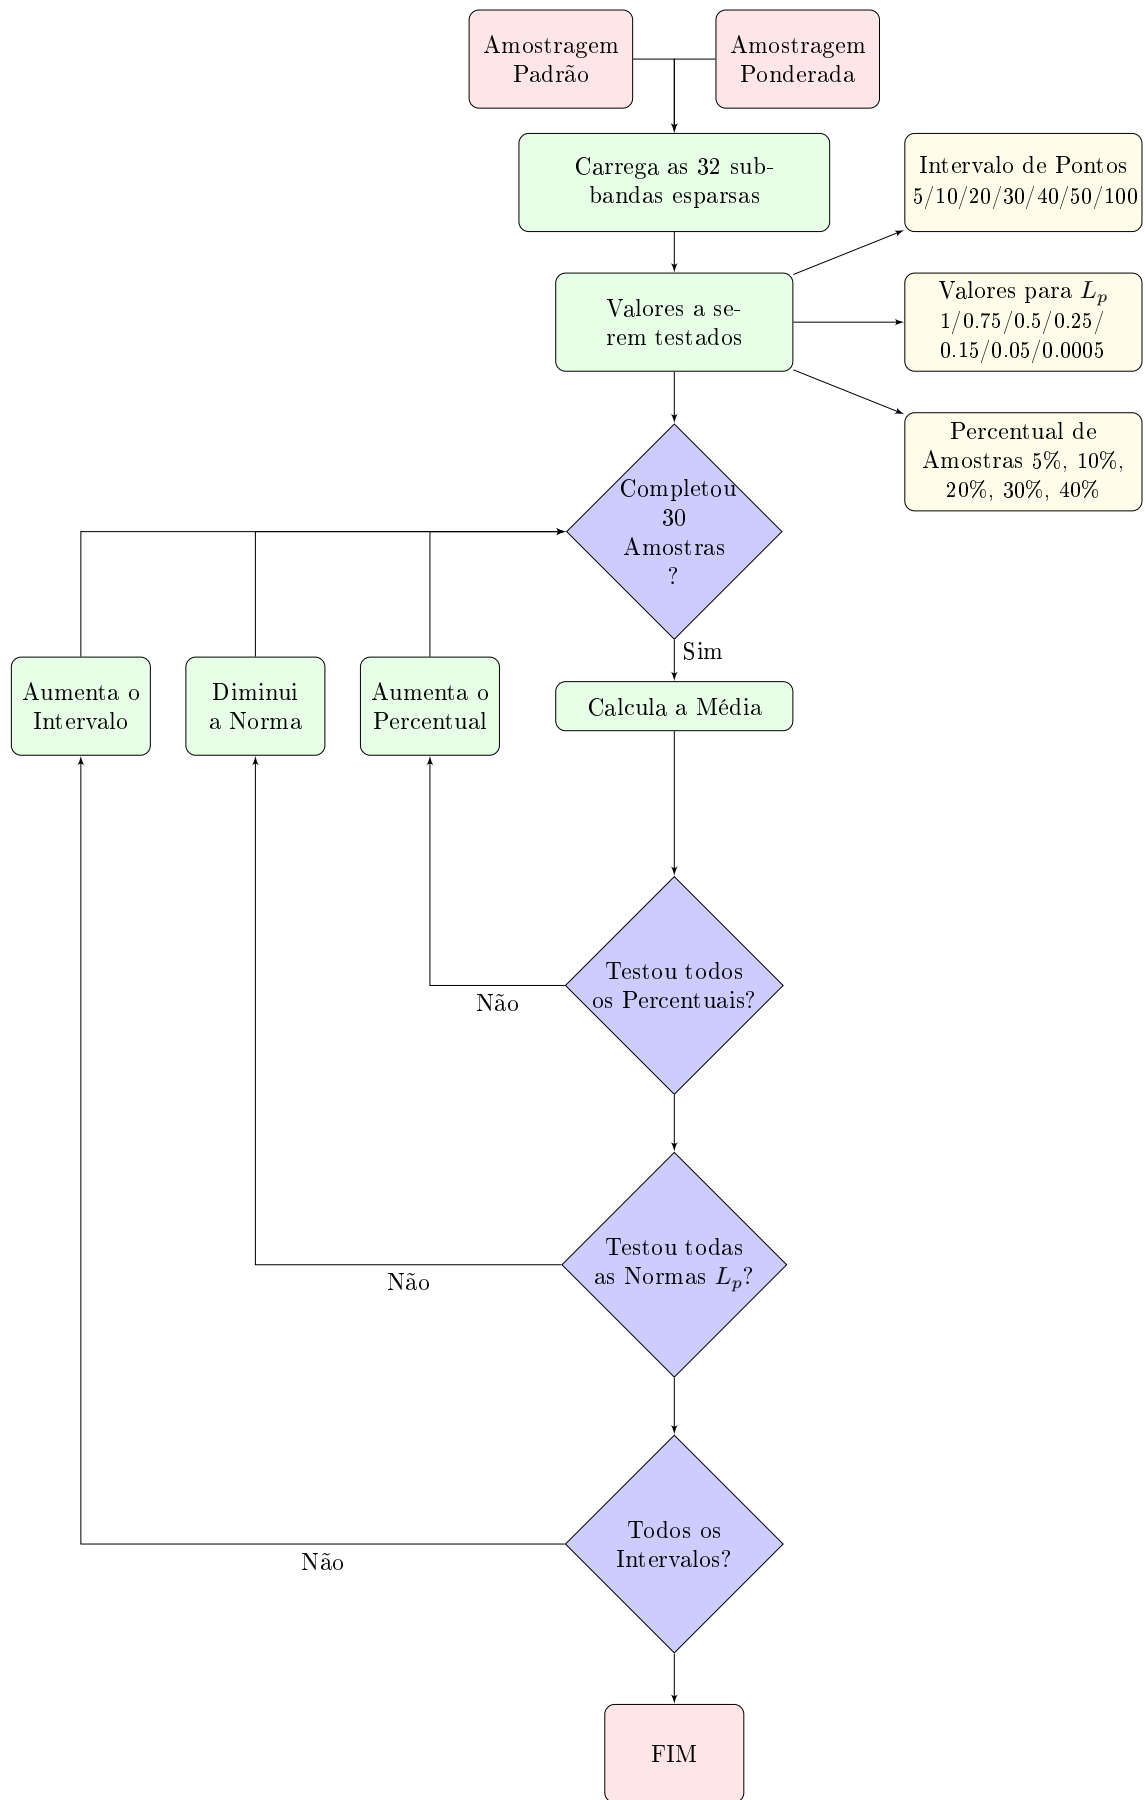 Amostragem
Padrão
Amostragem
Ponderada
Carrega as 32 sub-
bandas esparsas
Intervalo de Pontos
5/10/20/30/40/50/100
Valores a se-
rem testados
Valores para $L_p$
1/0.75/0.5/0.25/
0.15/0.05/0.0005
Percentual de
Amostras 5%, 10%,
20%, 30%, 40%
Completou
30
Amostras
?
Sim
Aumenta o
Intervalo
Diminui
a Norma
Aumenta o
Percentual
Calcula a Média
Testou todos
os Percentuais?
Não
Testou todas
as Normas $L_p$?
Não
Todos os
Intervalos?
Não
FIM